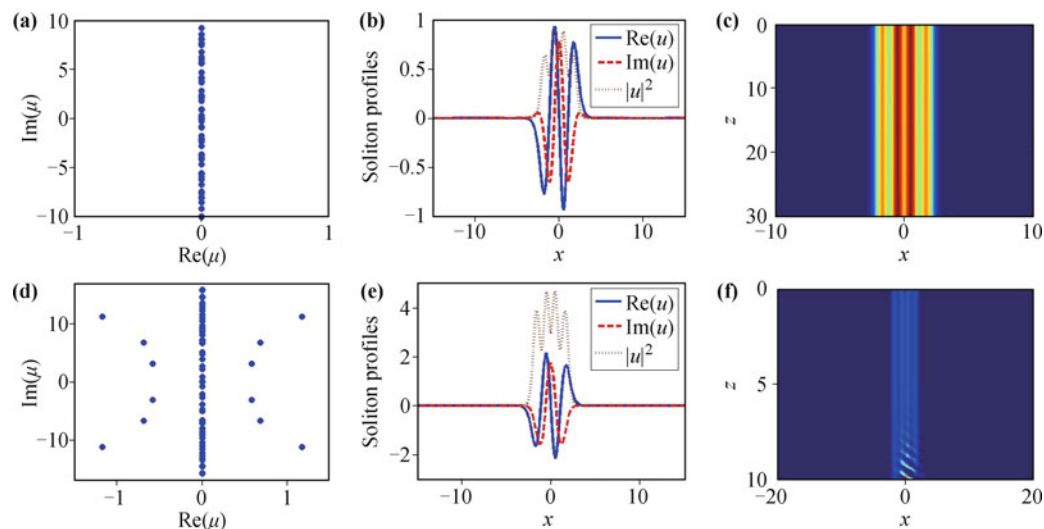 (a)
10
5
0
−5
−10
−1
0
1
Im(μ)
Re(μ)
(b)
1
0.5
0
−0.5
−1
−10
0
10
Soliton profiles
x
Re(u)
Im(u)
|u|²
(c)
0
10
20
30
−10
0
10
z
x
(d)
10
0
−10
−1
0
1
Im(μ)
Re(μ)
(e)
4
2
0
−2
−10
0
10
Soliton profiles
x
Re(u)
Im(u)
|u|²
(f)
0
5
10
−20
0
20
z
x